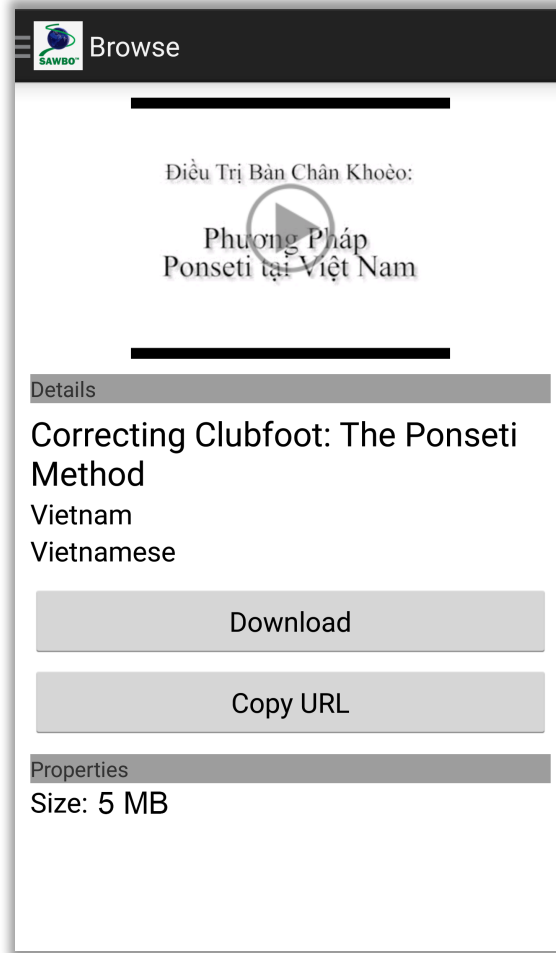 SAWBO™ Browse
Điều Trị Bàn Chân Khoèo:
Phương Pháp
Ponseti tại Việt Nam
Details
Correcting Clubfoot: The Ponseti
Method
Vietnam
Vietnamese
Download
Copy URL
Properties
Size: 5 MB